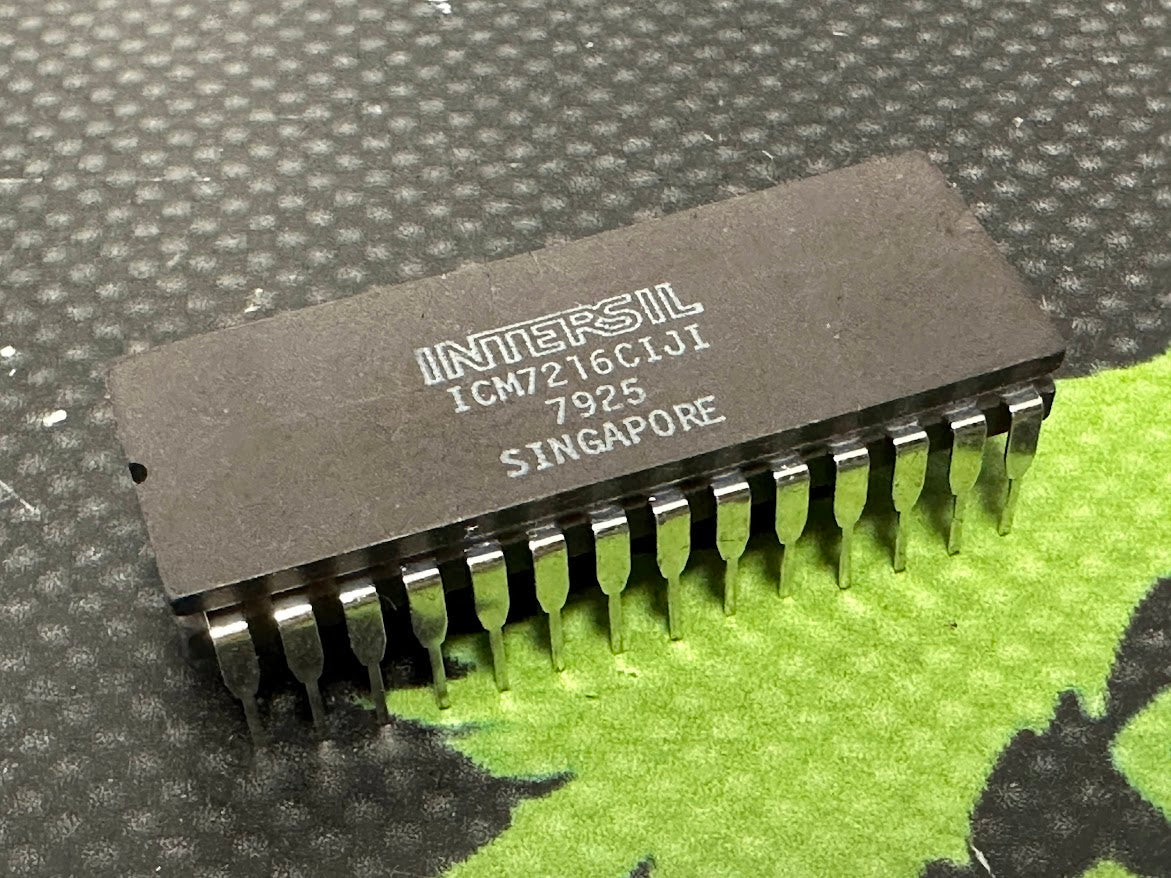 INTERSIL
ICM7216CIJI
7925
SINGAPORE